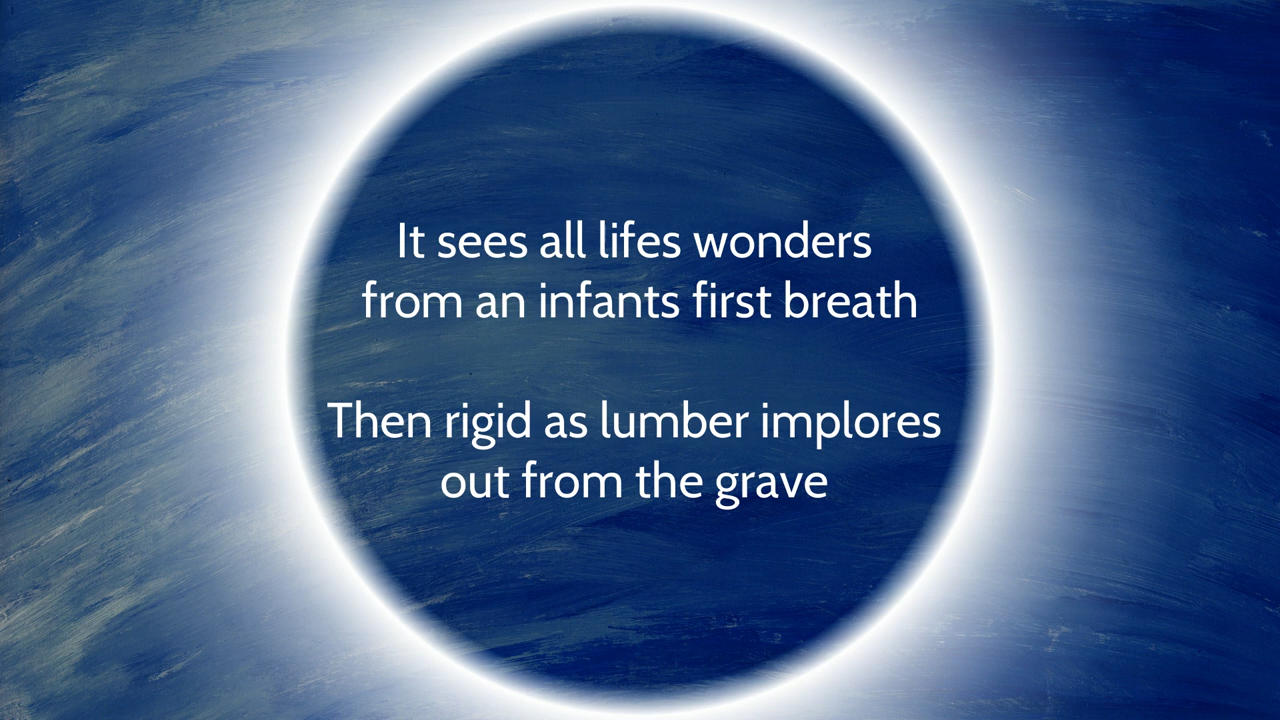 It sees all lifes wonders
from an infants first breath
Then rigid as lumber implores
out from the grave